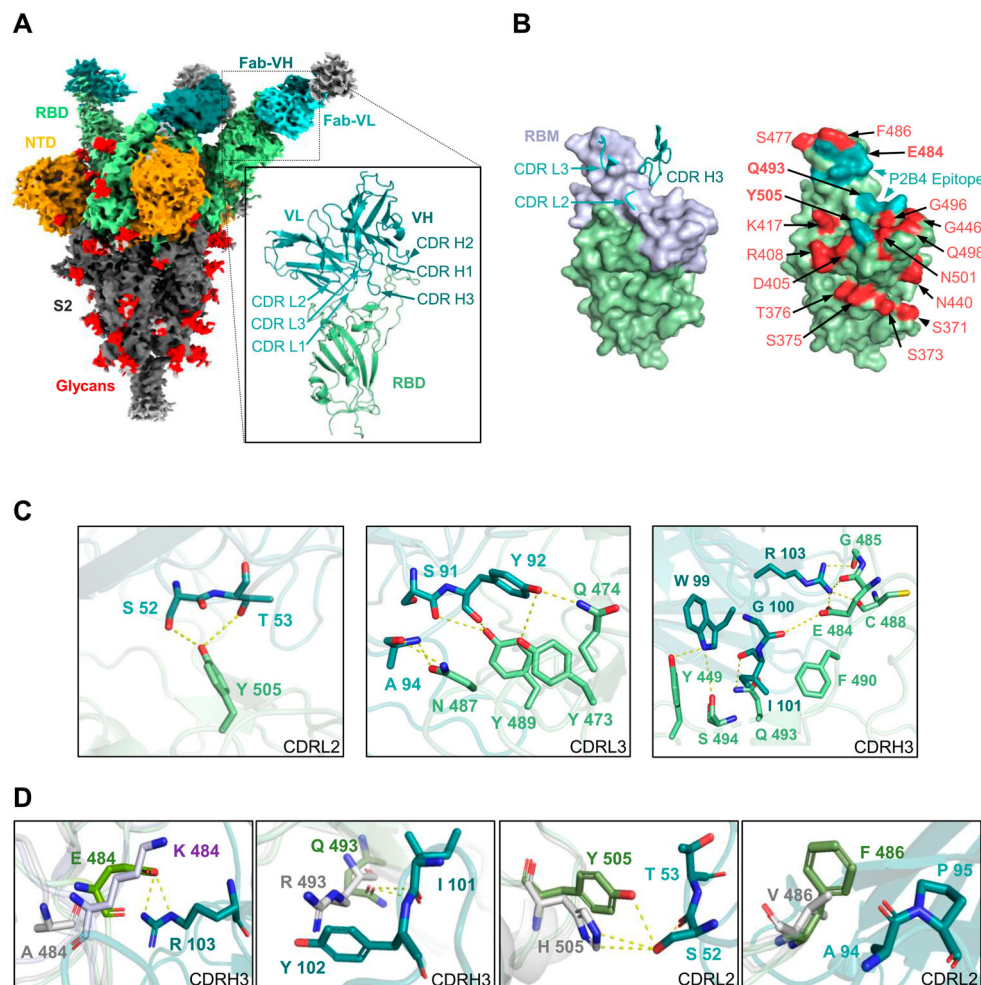 A
Fab-VH
RBD
Fab-VL
NTD
S2
Glycans
VL
VH
CDR H2
CDR H1
CDR H3
CDR L2
CDR L3
CDR L1
RBD
B
RBM
CDR L3
CDR H3
CDR L2
S477
F486
E484
Q493
P2B4 Epitope
Y505
G496
K417
G446
R408
Q498
D405
N501
N440
T376
S371
S375
S373
C
S 52
T 53
Y 505
CDRL2
Y 92
S 91
Q 474
A 94
N 487
Y 489
Y 473
CDRL3
G 485
R 103
W 99
G 100
E 484
C 488
Y 449
F 490
I 101
S 494
Q 493
CDRH3
D
E 484
K 484
A 484
R 103
CDRH3
Q 493
I 101
R 493
Y 102
CDRH3
Y 505
T 53
H 505
S 52
CDRL2
F 486
P 95
V 486
A 94
CDRL2